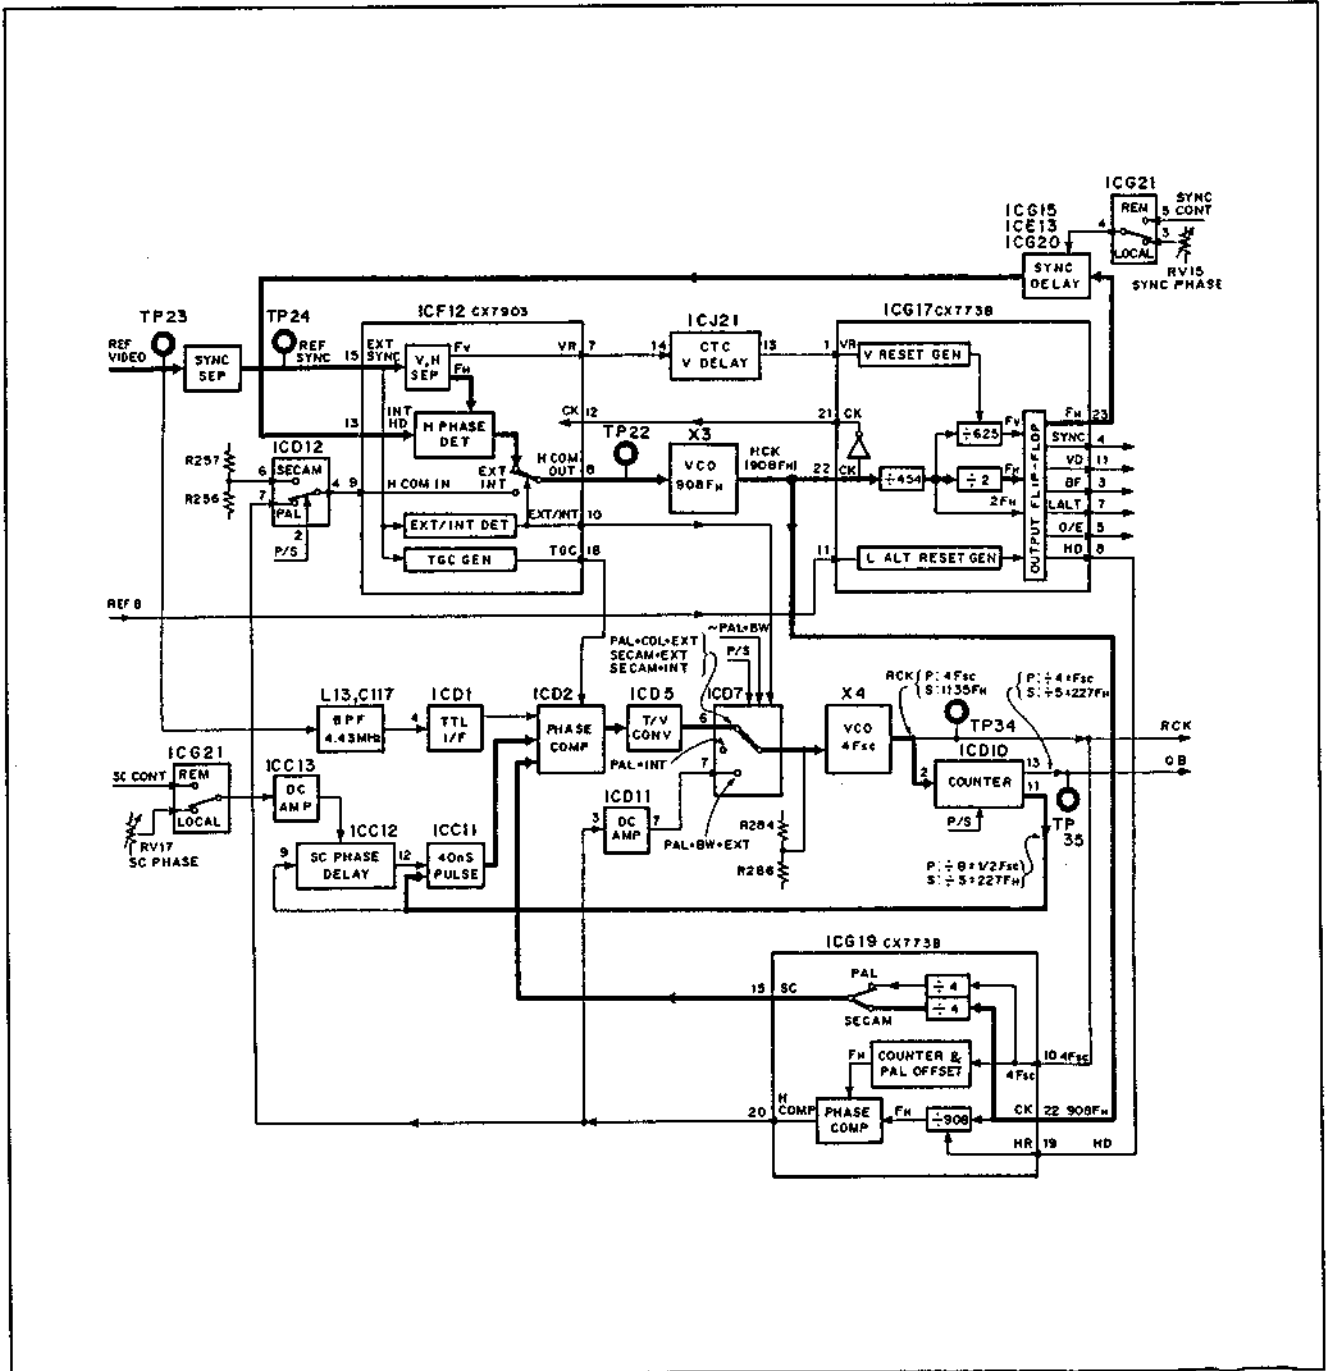 ICG21
REM
5 SYNC CONT
4
3
LOCAL
RV15
SYNC PHASE
ICG15
ICE13
ICG20
SYNC DELAY
TP23
TP24
ICF12 CX7903
ICJ21
ICG17 CX773B
REF VIDEO
SYNC SEP
REF SYNC
15
EXT SYNC
V,H SEP
Fv
FH
VR 7
14
CTC V DELAY
13
1 VR
V RESET GEN
13
INT HD
H PHASE DET
CK 12
21 CK
TP22
X3
÷625
Fv
FH 23
SYNC 4
VD 11
BF 3
LALT 7
O/E 5
HD 8
OUTPUT FLIP-FLOP
ICD12
R257
R256
6
SECAM
7
PAL
4
2
P/S
9
H COM IN
EXT
INT
H COM OUT
8
VCO 908FH
HCK (908FH)
22 CK
÷454
÷2
FH
2FH
EXT/INT DET
EXT/INT 10
TGC GEN
TGC 18
11
L ALT RESET GEN
REF 8
PAL•COL•EXT
SECAM•EXT
SECAM•INT
~PAL•BW
P/S
L13,C117
ICD1
ICD2
ICD5
ICD7
X4
RCK
P:4Fsc
S:1135FH
P:÷4=Fsc
S:÷5=227FH
BPF 4.43MHz
4
TTL I/F
PHASE COMP
T/V CONV
6
VCO 4Fsc
TP34
RCK
ICD10
PAL•INT
7
2
COUNTER
13
11
QB
P/S
TP 35
ICG21
SC CONT
REM
LOCAL
RV17
SC PHASE
ICC13
DC AMP
ICC12
9
SC PHASE DELAY
12
ICC11
40nS PULSE
ICD11
3
DC AMP
7
PAL•BW•EXT
R284
R286
P:÷8=1/2Fsc
S:÷5=227FH
ICG19 CX773B
15 SC
PAL
SECAM
÷4
÷4
FH
COUNTER & PAL OFFSET
4Fsc
10 4Fsc
20
H COMP
PHASE COMP
FH
÷908
CK
22 908FH
HR 19
HD